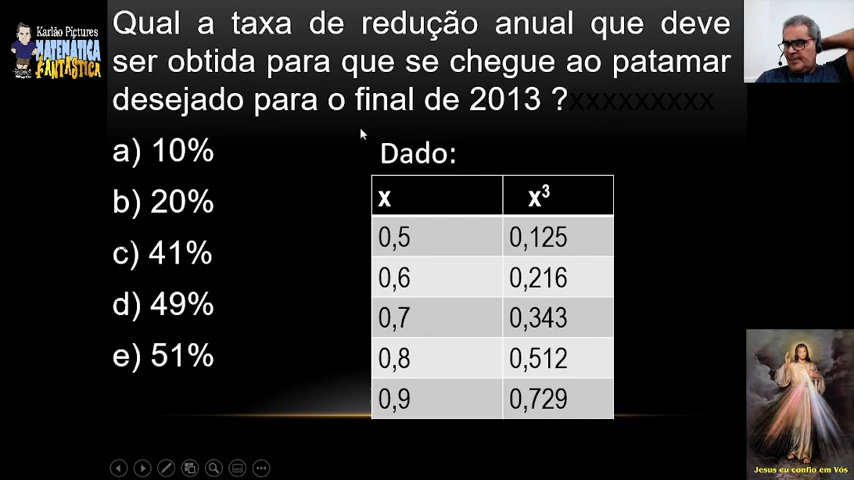 Karlão Pictures
MATEMÁTICA
FANTÁSTICA
Qual a taxa de redução anual que deve
ser obtida para que se chegue ao patamar
desejado para o final de 2013 ?xxxxxxxxx
a) 10%
b) 20%
c) 41%
d) 49%
e) 51%
Dado:
x x³
0,5 0,125
0,6 0,216
0,7 0,343
0,8 0,512
0,9 0,729
Jesus eu confio em Vós